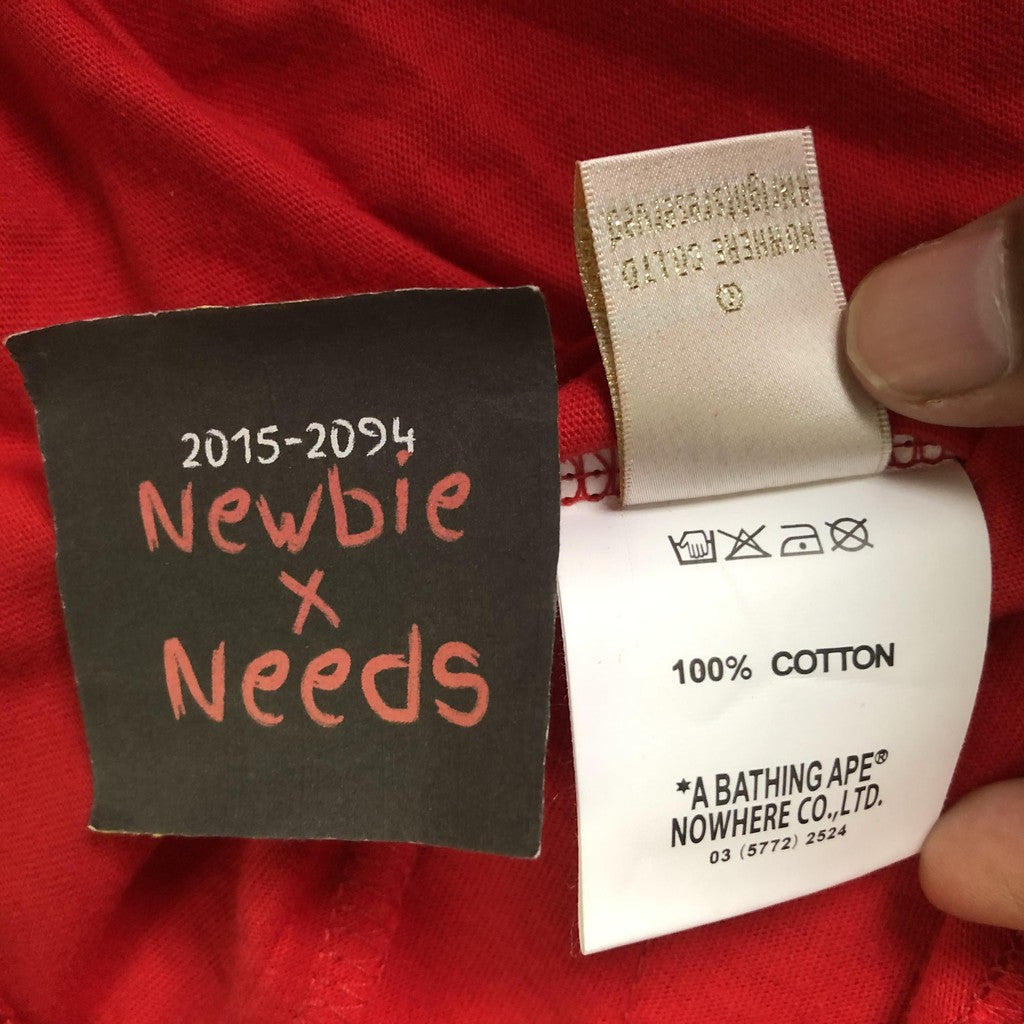 2015-2094
Newbie
x
Needs
NOWHERE CO LTD.
100% COTTON
*A BATHING APE®
NOWHERE CO.,LTD.
03 (5772) 2524